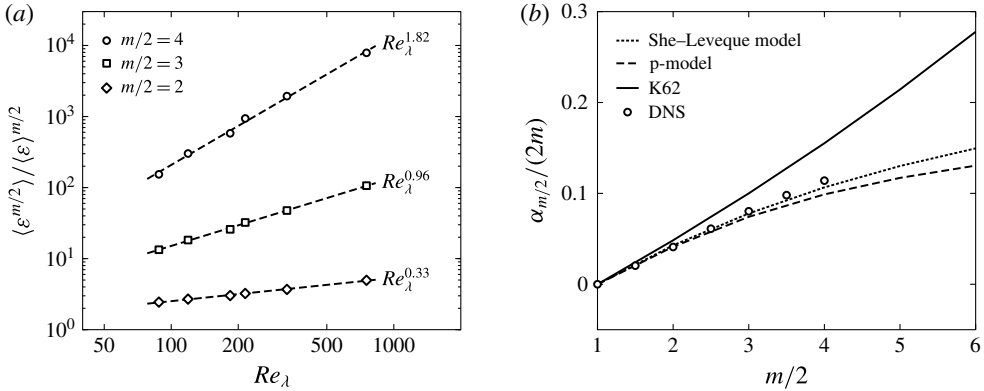 (a)
10^4
10^3
10^2
10^1
10^0
⟨ε^{m/2}⟩/⟨ε⟩^{m/2}
m/2 = 4
m/2 = 3
m/2 = 2
Re_λ^{1.82}
Re_λ^{0.96}
Re_λ^{0.33}
50 100 200 500 1000
Re_λ
(b)
0.3
0.2
0.1
0
α_{m/2}/(2m)
She–Leveque model
p-model
K62
DNS
1 2 3 4 5 6
m/2